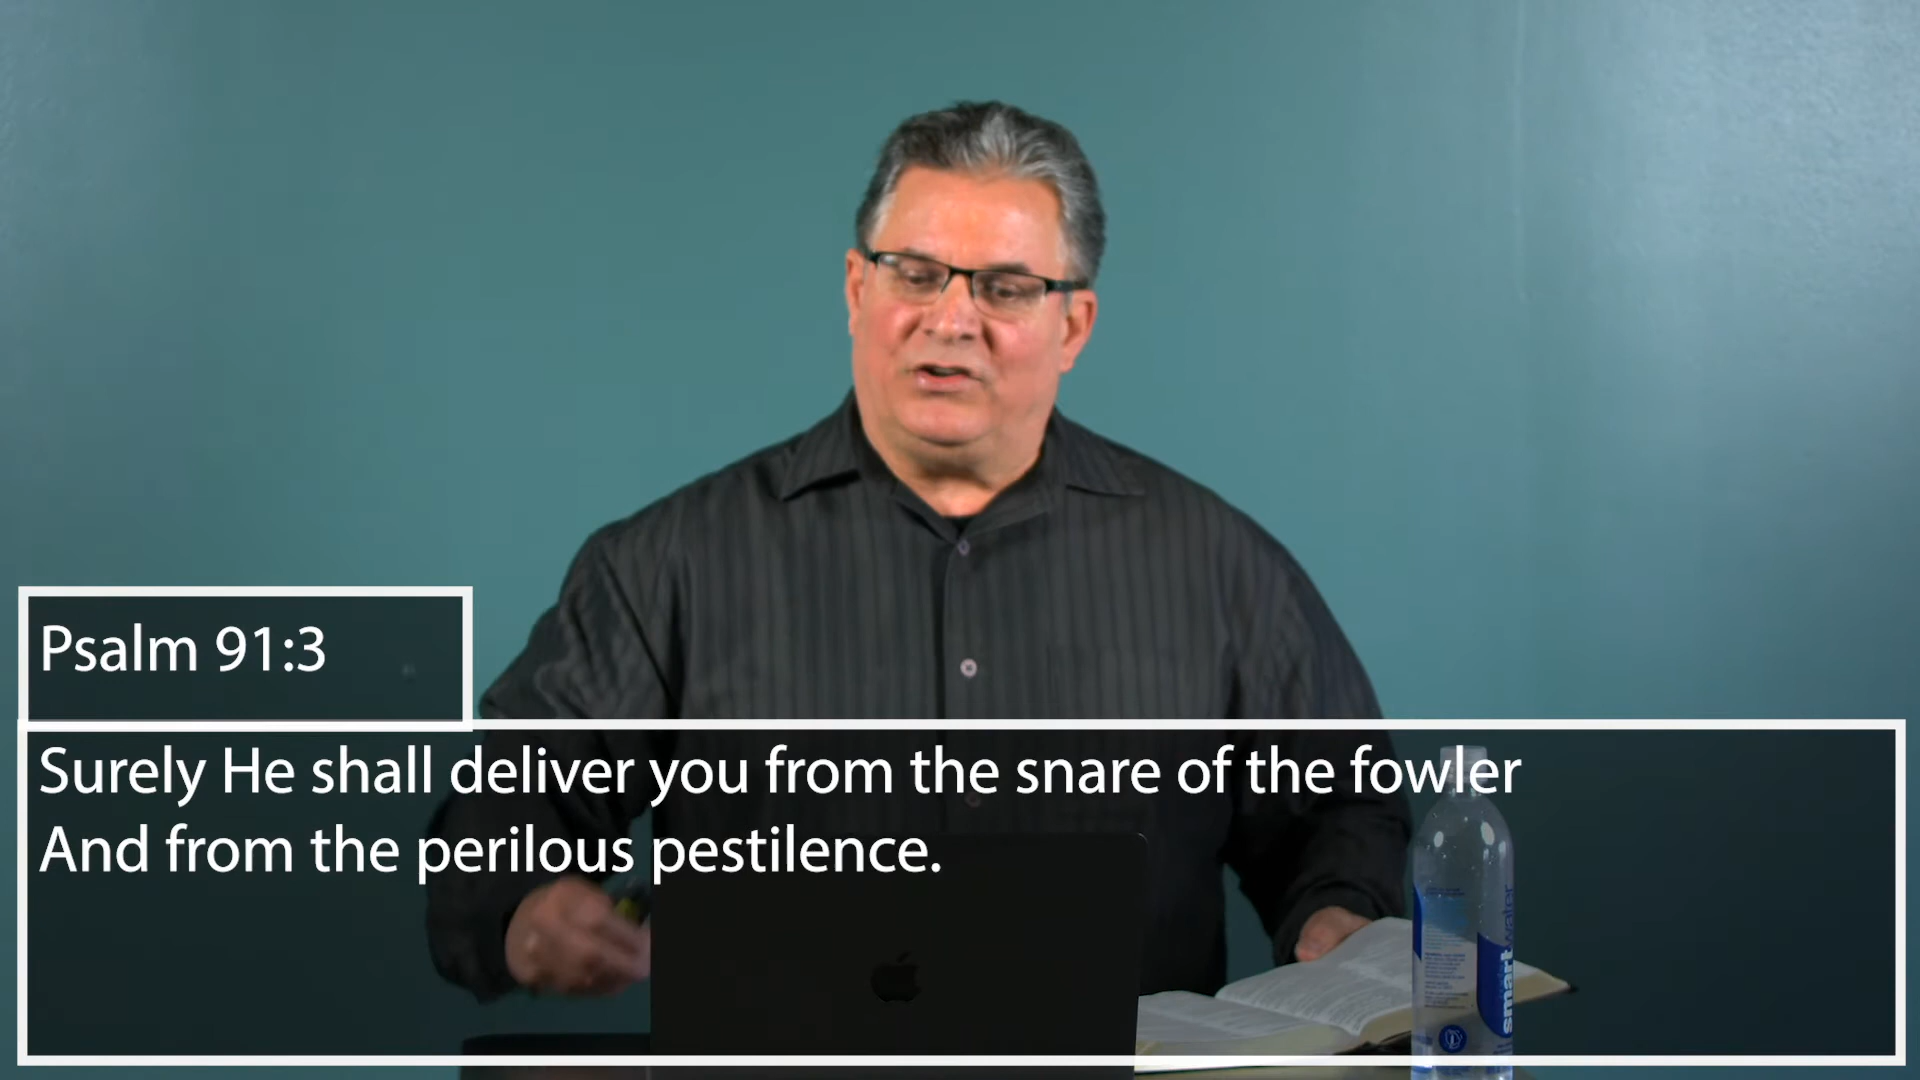 Psalm 91:3
Surely He shall deliver you from the snare of the fowler
And from the perilous pestilence.
smartwater